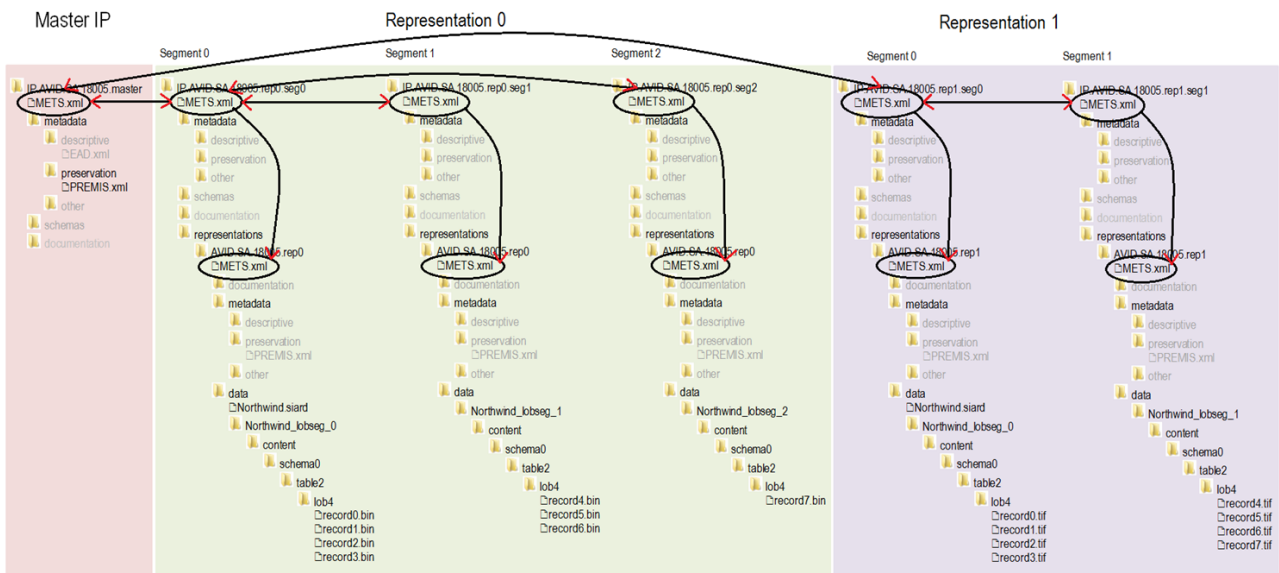 Master IP
Representation 0
Representation 1
Segment 0
Segment 1
Segment 2
Segment 0
Segment 1
IP.AVID.SA.18005.master
METS.xml
metadata
descriptive
EAD.xml
preservation
PREMIS.xml
other
schemas
documentation
IP.AVID.SA.18005.rep0.seg0
METS.xml
metadata
descriptive
preservation
other
schemas
documentation
representations
AVID.SA.18005.rep0
METS.xml
documentation
metadata
descriptive
preservation
PREMIS.xml
other
data
Northwind.siard
Northwind_lobseg_0
content
schema0
table2
lob4
record0.bin
record1.bin
record2.bin
record3.bin
IP.AVID.SA.18005.rep0.seg1
METS.xml
metadata
descriptive
preservation
other
schemas
documentation
representations
AVID.SA.18005.rep0
METS.xml
documentation
metadata
descriptive
preservation
PREMIS.xml
other
data
Northwind_lobseg_1
content
schema0
table2
lob4
record4.bin
record5.bin
record6.bin
IP.AVID.SA.18005.rep0.seg2
METS.xml
metadata
descriptive
preservation
other
schemas
documentation
representations
AVID.SA.18005.rep0
METS.xml
documentation
metadata
descriptive
preservation
PREMIS.xml
other
data
Northwind_lobseg_2
content
schema0
table2
lob4
record7.bin
IP.AVID.SA.18005.rep1.seg0
METS.xml
metadata
descriptive
preservation
other
schemas
documentation
representations
AVID.SA.18005.rep1
METS.xml
documentation
metadata
descriptive
preservation
PREMIS.xml
other
data
Northwind.siard
Northwind_lobseg_0
content
schema0
table2
lob4
record0.tif
record1.tif
record2.tif
record3.tif
IP.AVID.SA.18005.rep1.seg1
METS.xml
metadata
descriptive
preservation
other
schemas
documentation
representations
AVID.SA.18005.rep1
METS.xml
documentation
metadata
descriptive
preservation
PREMIS.xml
other
data
Northwind_lobseg_1
content
schema0
table2
lob4
record4.tif
record5.tif
record6.tif
record7.tif